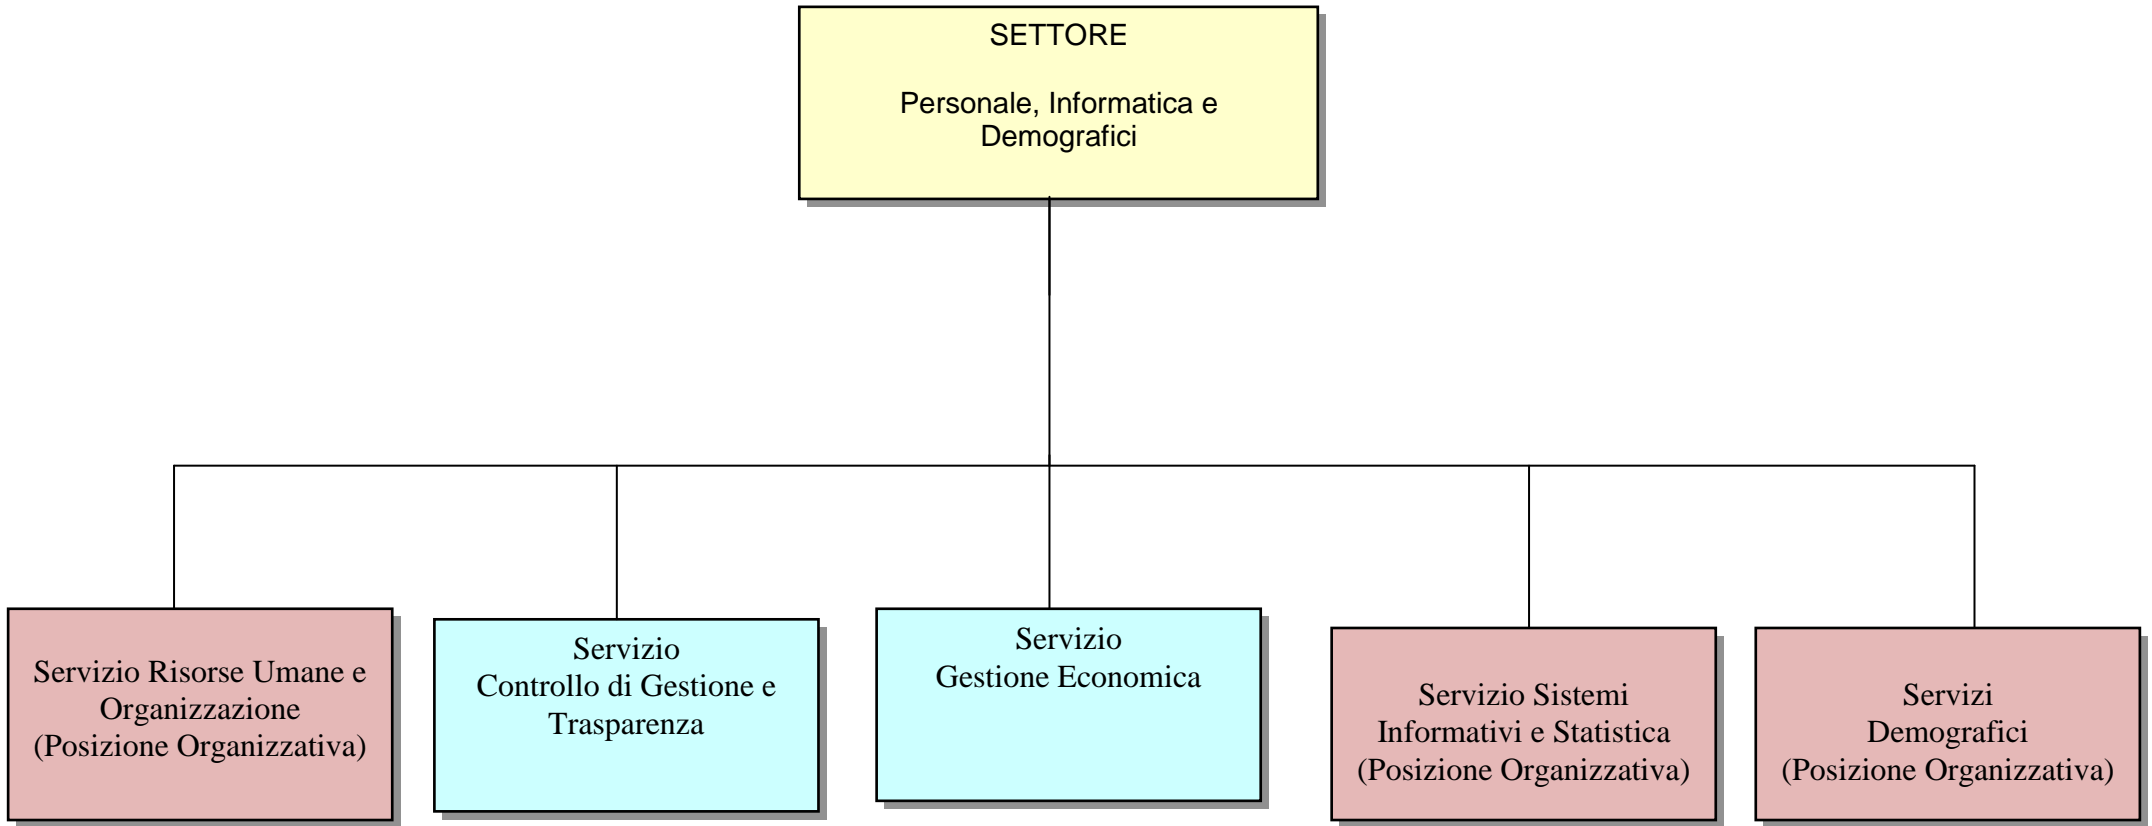 SETTORE
Personale, Informatica e
Demografici
Servizio Risorse Umane e
Organizzazione
(Posizione Organizzativa)
Servizio
Controllo di Gestione e
Trasparenza
Servizio
Gestione Economica
Servizio Sistemi
Informativi e Statistica
(Posizione Organizzativa)
Servizi
Demografici
(Posizione Organizzativa)